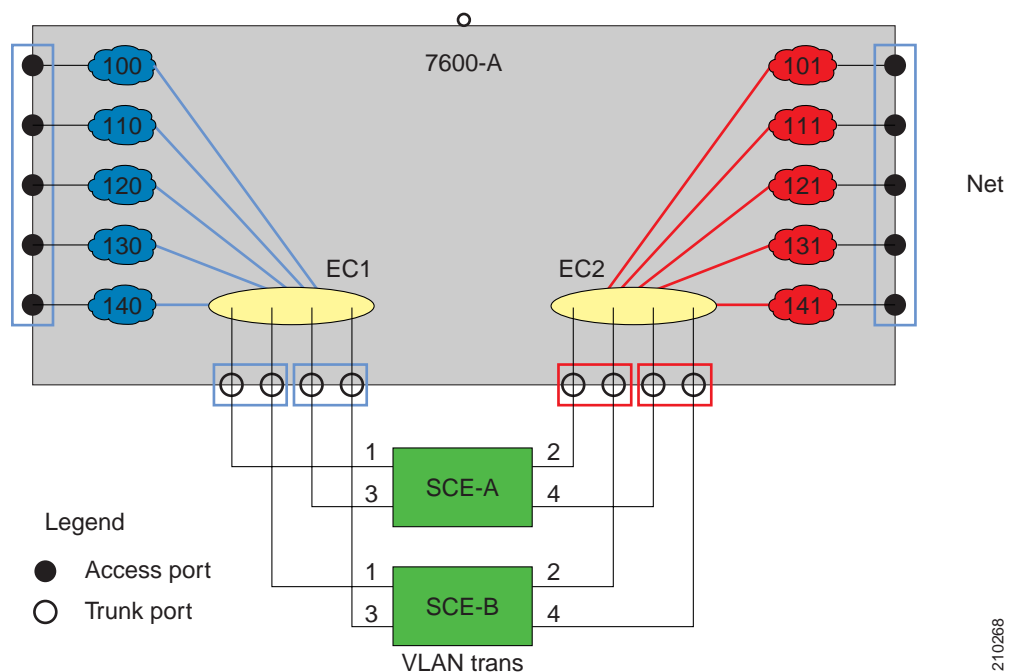 7600-A
100
101
110
111
120
121
Net
130
131
EC1
EC2
140
141
1
2
SCE-A
3
4
Legend
Access port
1
2
SCE-B
Trunk port
3
4
VLAN trans
210268